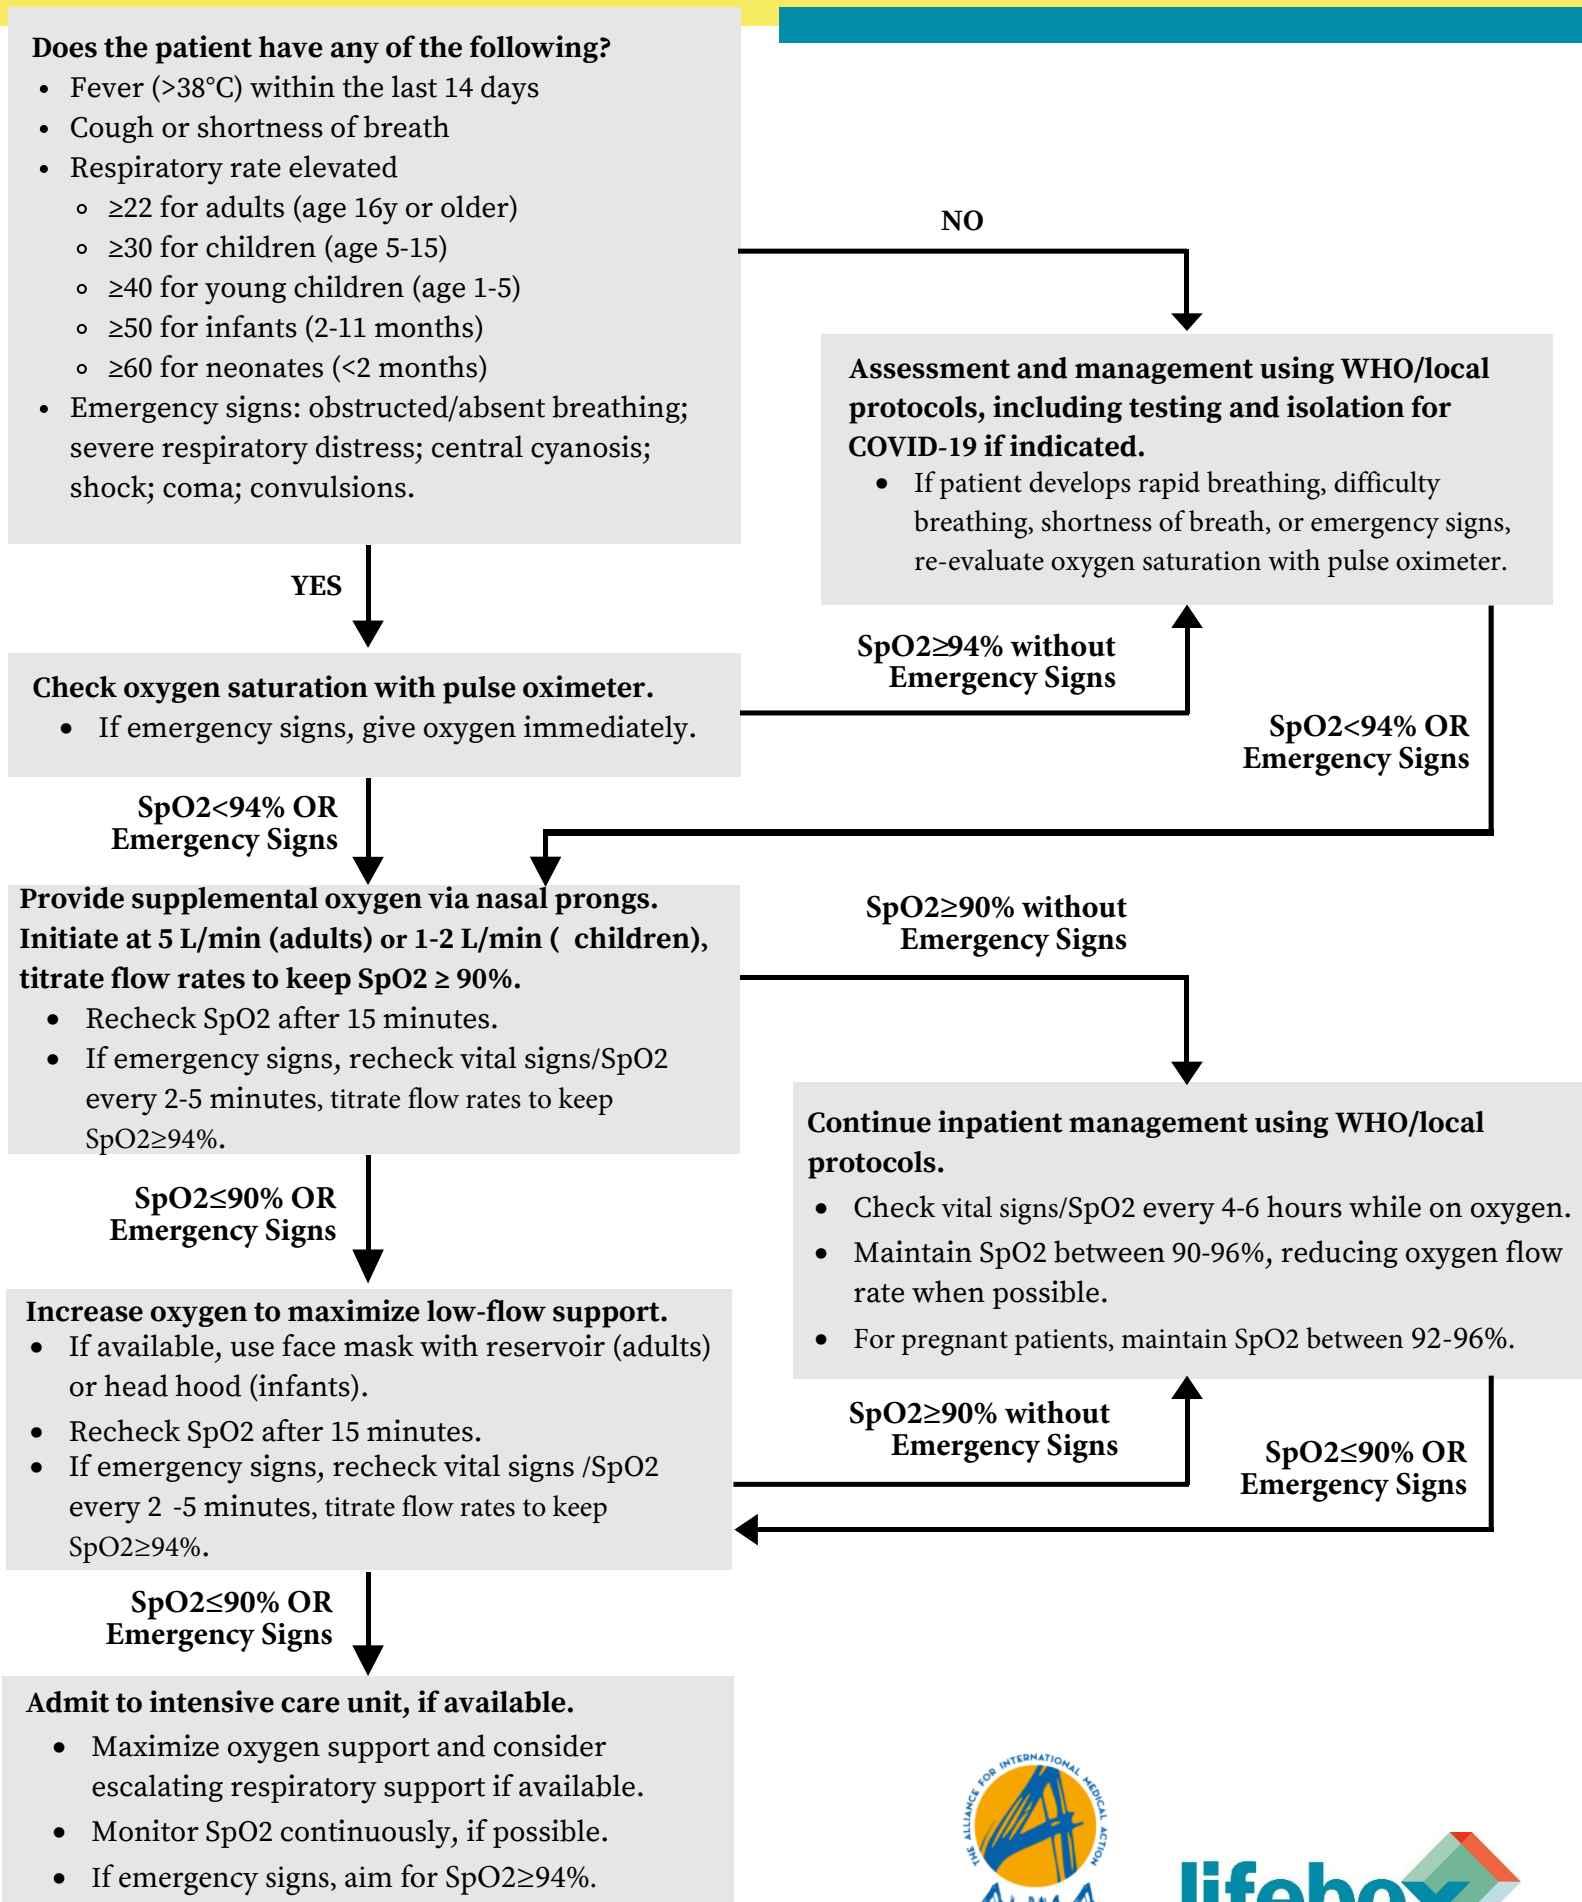 Does the patient have any of the following?
• Fever (>38°C) within the last 14 days
• Cough or shortness of breath
• Respiratory rate elevated
◦ ≥22 for adults (age 16y or older)
◦ ≥30 for children (age 5-15)
◦ ≥40 for young children (age 1-5)
◦ ≥50 for infants (2-11 months)
◦ ≥60 for neonates (<2 months)
• Emergency signs: obstructed/absent breathing;
severe respiratory distress; central cyanosis;
shock; coma; convulsions.
NO
Assessment and management using WHO/local
protocols, including testing and isolation for
COVID-19 if indicated.
• If patient develops rapid breathing, difficulty
breathing, shortness of breath, or emergency signs,
re-evaluate oxygen saturation with pulse oximeter.
YES
Check oxygen saturation with pulse oximeter.
• If emergency signs, give oxygen immediately.
SpO2≥94% without
Emergency Signs
SpO2<94% OR
Emergency Signs
SpO2<94% OR
Emergency Signs
Provide supplemental oxygen via nasal prongs.
Initiate at 5 L/min (adults) or 1-2 L/min ( children),
titrate flow rates to keep SpO2 ≥ 90%.
• Recheck SpO2 after 15 minutes.
• If emergency signs, recheck vital signs/SpO2
every 2-5 minutes, titrate flow rates to keep
SpO2≥94%.
SpO2≥90% without
Emergency Signs
Continue inpatient management using WHO/local
protocols.
• Check vital signs/SpO2 every 4-6 hours while on oxygen.
• Maintain SpO2 between 90-96%, reducing oxygen flow
rate when possible.
• For pregnant patients, maintain SpO2 between 92-96%.
SpO2≤90% OR
Emergency Signs
Increase oxygen to maximize low-flow support.
• If available, use face mask with reservoir (adults)
or head hood (infants).
• Recheck SpO2 after 15 minutes.
• If emergency signs, recheck vital signs /SpO2
every 2 -5 minutes, titrate flow rates to keep
SpO2≥94%.
SpO2≥90% without
Emergency Signs
SpO2≤90% OR
Emergency Signs
SpO2≤90% OR
Emergency Signs
Admit to intensive care unit, if available.
• Maximize oxygen support and consider
escalating respiratory support if available.
• Monitor SpO2 continuously, if possible.
• If emergency signs, aim for SpO2≥94%.
THE ALLIANCE FOR INTERNATIONAL MEDICAL ACTION
lifebox